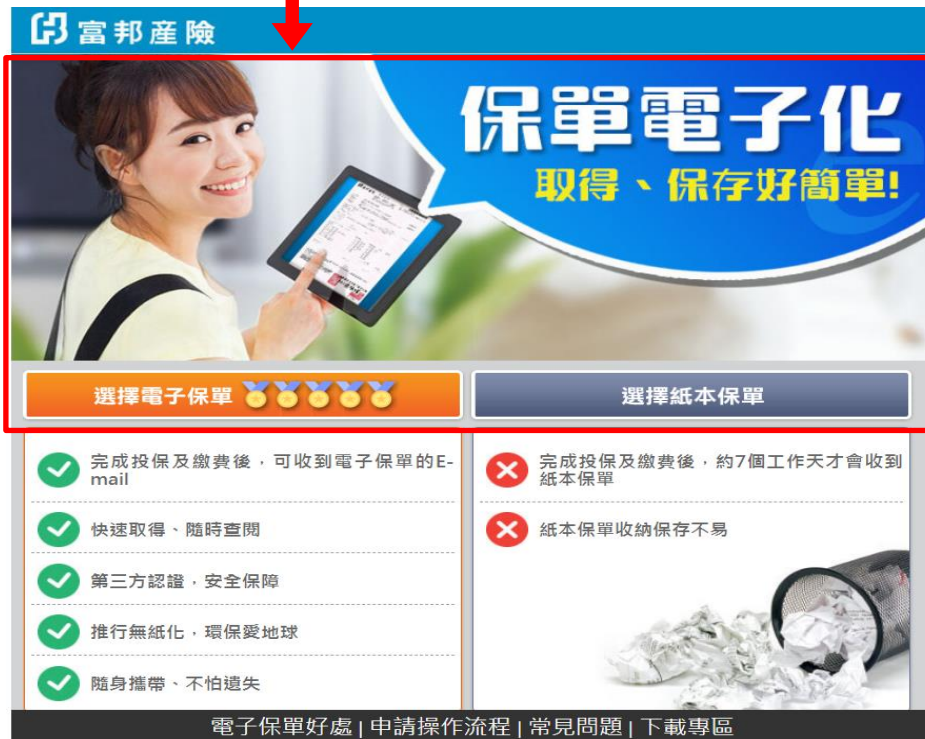 富邦産險
保單電子化
取得、保存好簡單!
選擇電子保單
選擇紙本保單
完成投保及繳費後，可收到電子保單的E-
mail
快速取得、隨時查閱
第三方認證，安全保障
推行無紙化，環保愛地球
隨身攜帶、不怕遺失
完成投保及繳費後，約7個工作天才會收到
紙本保單
紙本保單收納保存不易
電子保單好處 | 申請操作流程 | 常見問題 | 下載專區